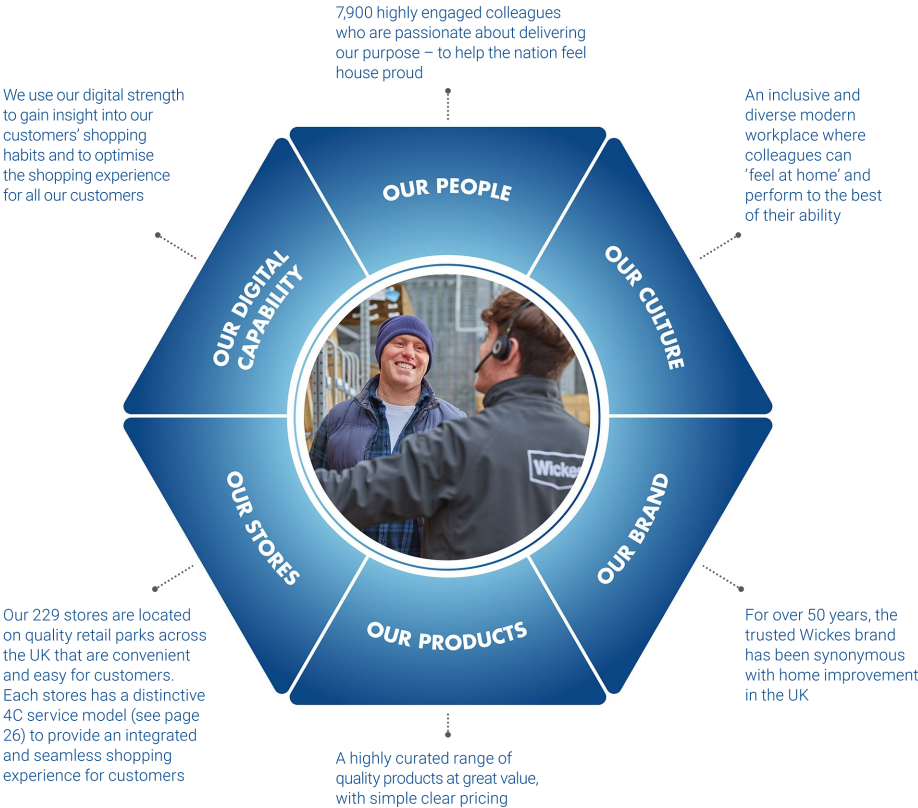 7,900 highly engaged colleagues
who are passionate about delivering
our purpose – to help the nation feel
house proud
We use our digital strength
to gain insight into our
customers’ shopping
habits and to optimise
the shopping experience
for all our customers
An inclusive and
diverse modern
workplace where
colleagues can
‘feel at home’ and
perform to the best
of their ability
OUR PEOPLE
OUR DIGITAL
CAPABILITY
OUR CULTURE
Wickes
OUR STORES
OUR BRAND
OUR PRODUCTS
Our 229 stores are located
on quality retail parks across
the UK that are convenient
and easy for customers.
Each stores has a distinctive
4C service model (see page
26) to provide an integrated
and seamless shopping
experience for customers
For over 50 years, the
trusted Wickes brand
has been synonymous
with home improvement
in the UK
A highly curated range of
quality products at great value,
with simple clear pricing